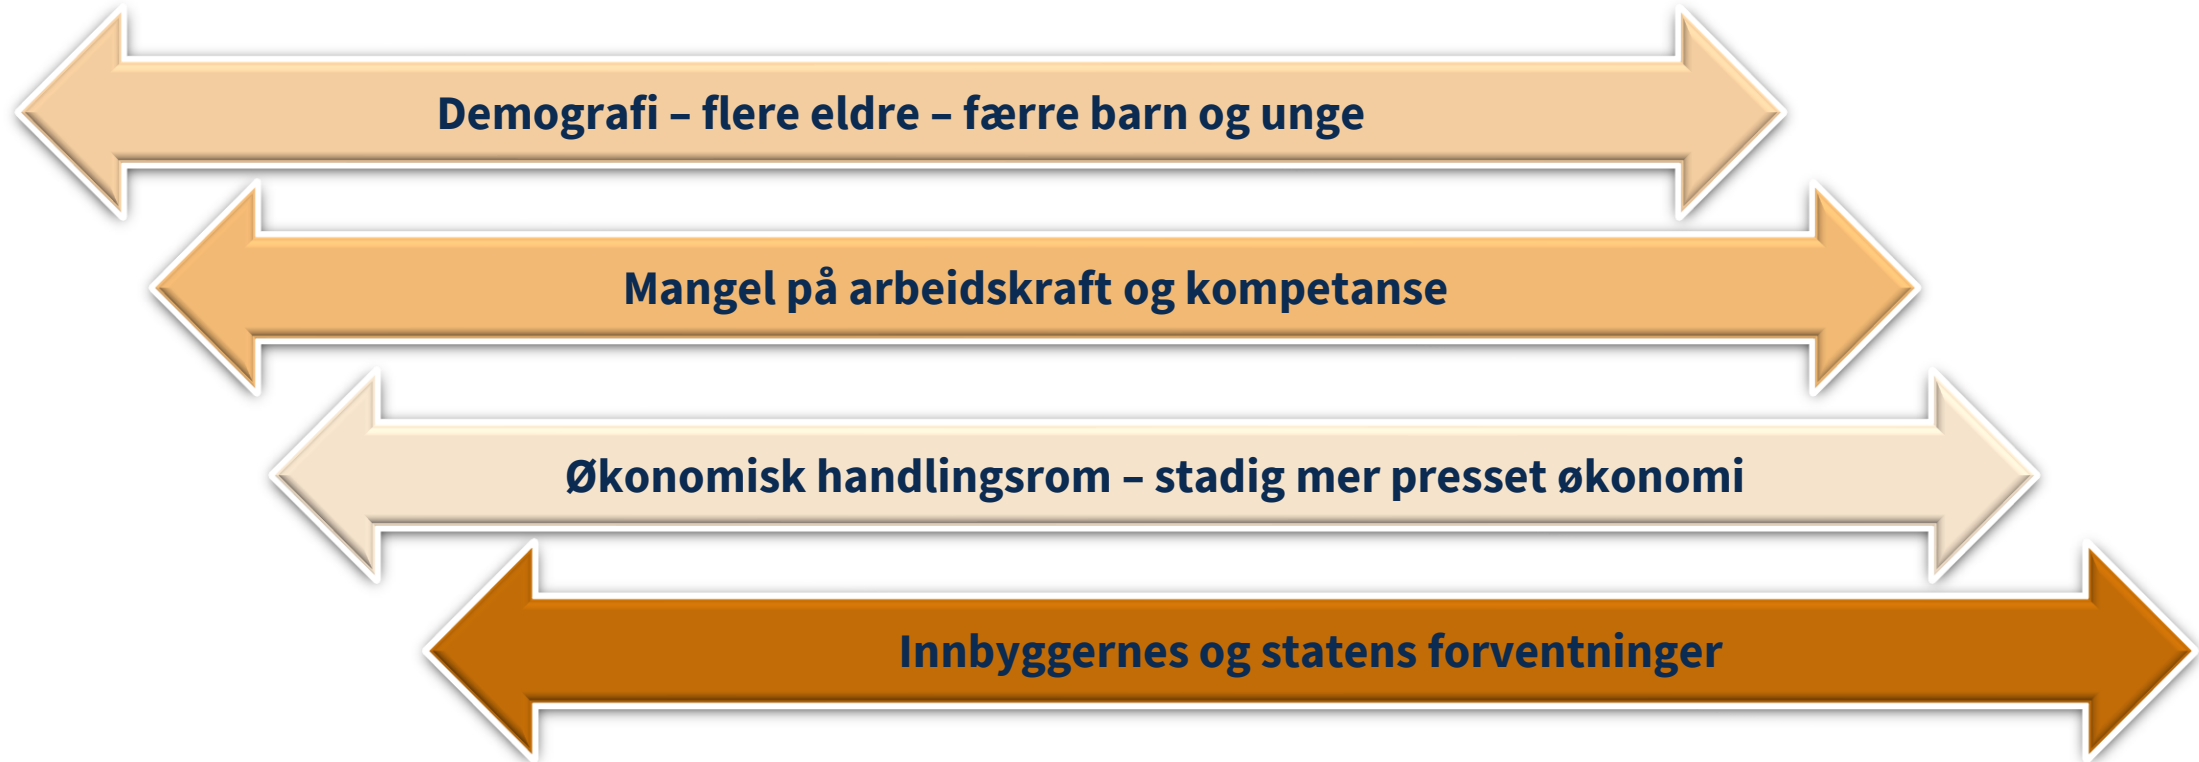 Demografi – flere eldre – færre barn og unge
Mangel på arbeidskraft og kompetanse
Økonomisk handlingsrom – stadig mer presset økonomi
Innbyggernes og statens forventninger